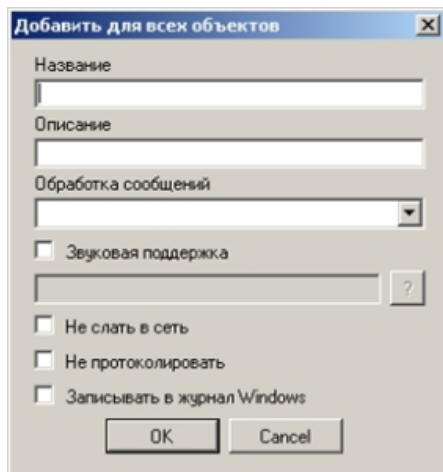 Добавить для всех объектов
Название
Описание
Обработка сообщений
Звуковая поддержка
?
Не слать в сеть
Не протоколировать
Записывать в журнал Windows
OK
Cancel